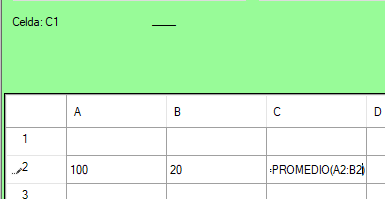 Celda: C1
A B C D
1
2 100 20 =PROMEDIO(A2:B2)
3